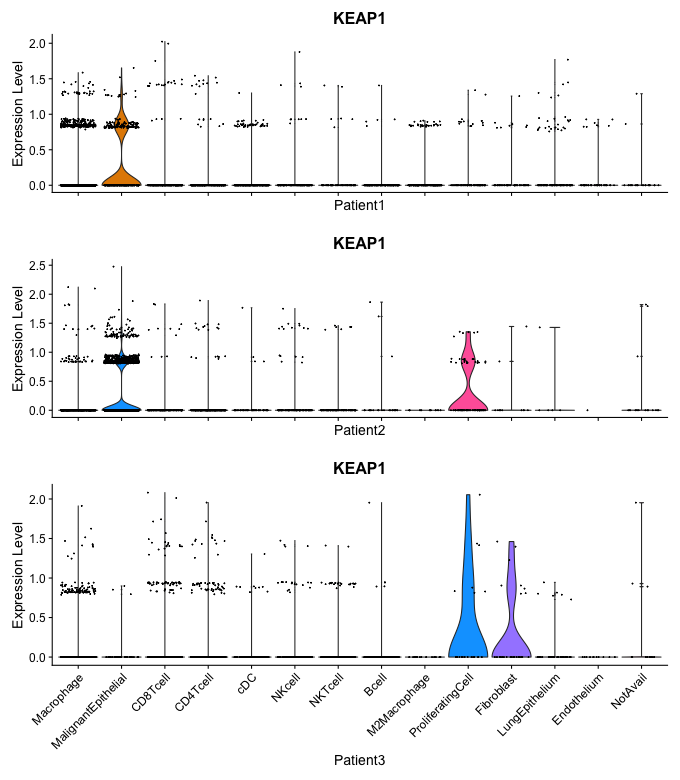 KEAP1
Expression Level
2.0
1.5
1.0
0.5
0.0
Patient1
KEAP1
Expression Level
2.5
2.0
1.5
1.0
0.5
0.0
Patient2
KEAP1
Expression Level
2.0
1.5
1.0
0.5
0.0
Macrophage
MalignantEpithelial
CD8Tcell
CD4Tcell
cDC
NKcell
NKTcell
Bcell
M2Macrophage
ProliferatingCell
Fibroblast
LungEpithelium
Endothelium
NotAvail
Patient3